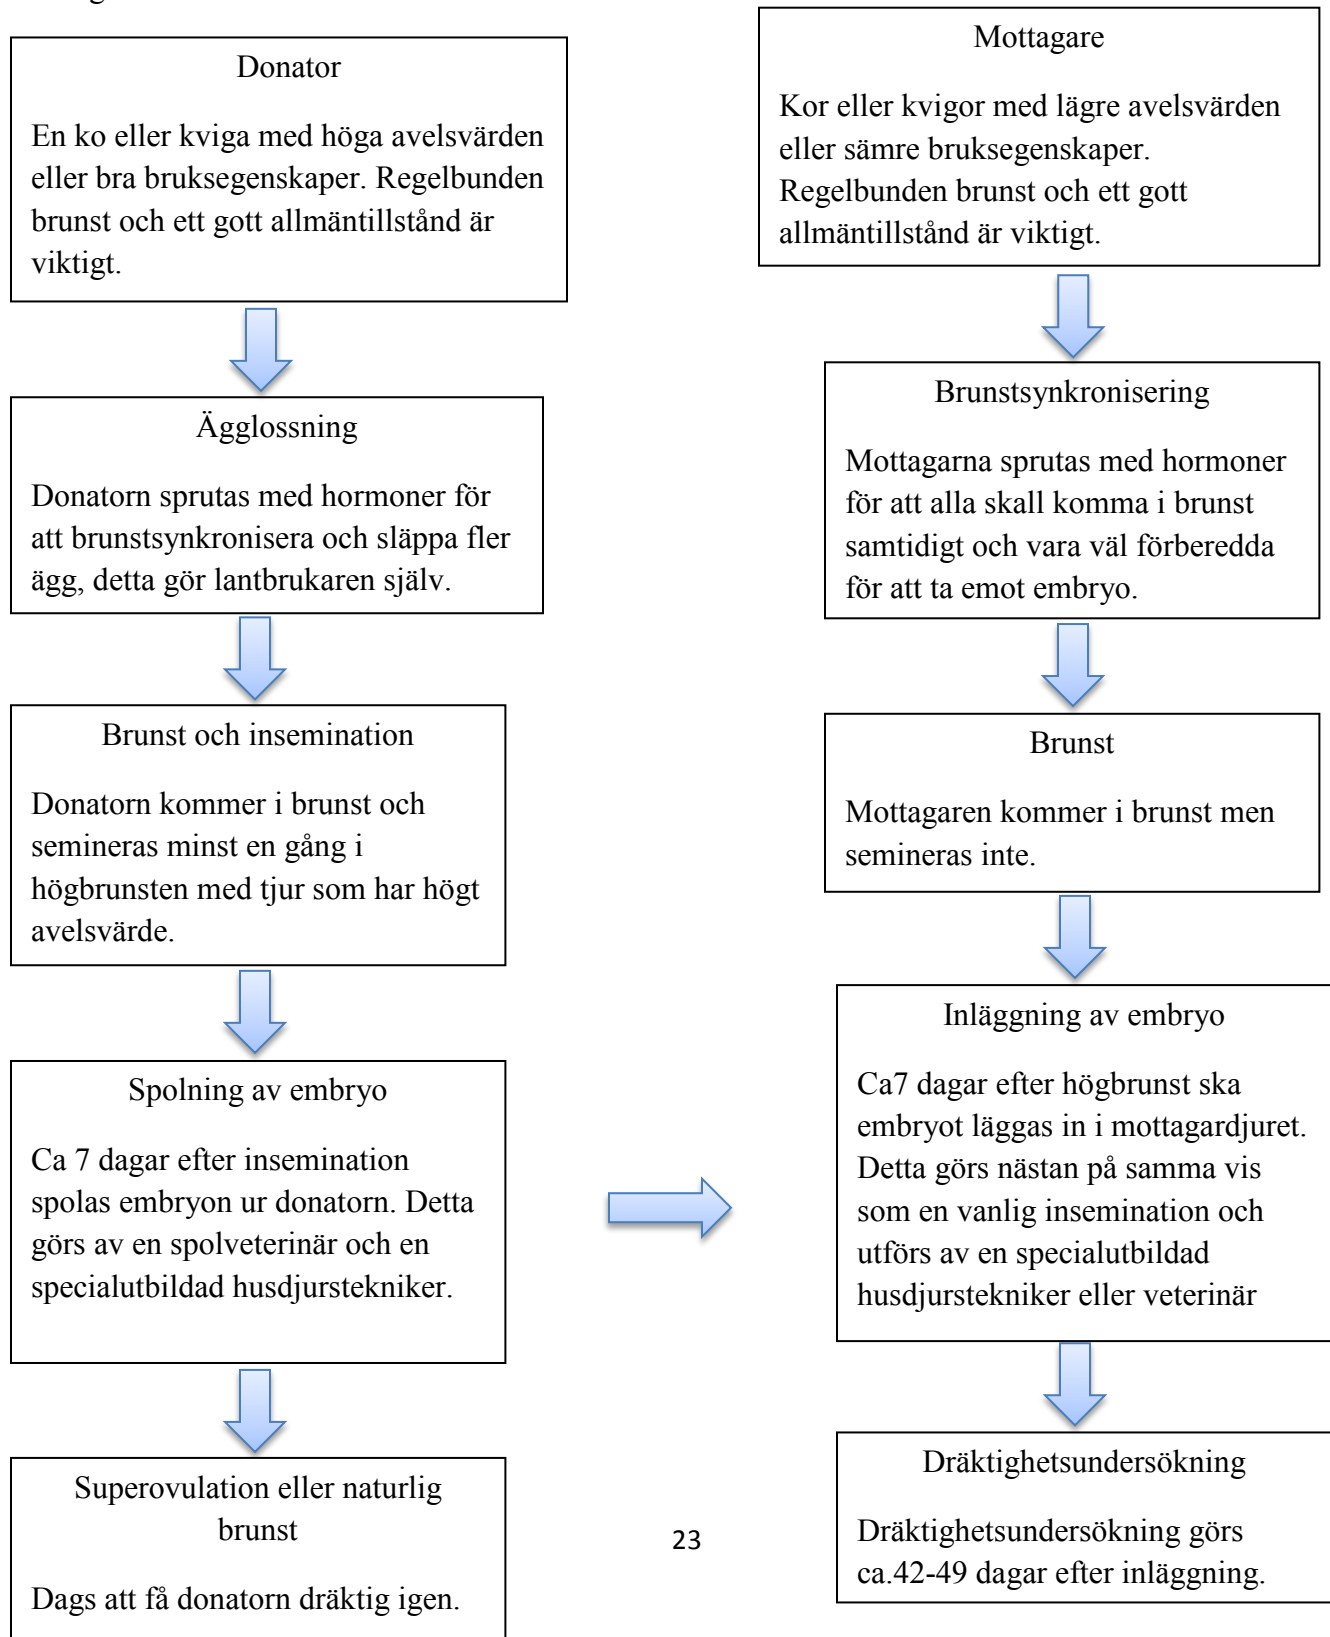 Donator
En ko eller kviga med höga avelsvärden
eller bra bruksegenskaper. Regelbunden
brunst och ett gott allmäntillstånd är
viktigt.
Ägglossning
Donatorn sprutas med hormoner för
att brunstsynkronisera och släppa fler
ägg, detta gör lantbrukaren själv.
Brunst och insemination
Donatorn kommer i brunst och
semineras minst en gång i
högbrunsten med tjur som har högt
avelsvärde.
Spolning av embryo
Ca 7 dagar efter insemination
spolas embryon ur donatorn. Detta
görs av en spolveterinär och en
specialutbildad husdjurstekniker.
Superovulation eller naturlig
brunst
Dags att få donatorn dräktig igen.
Mottagare
Kor eller kvigor med lägre avelsvärden
eller sämre bruksegenskaper.
Regelbunden brunst och ett gott
allmäntillstånd är viktigt.
Brunstsynkronisering
Mottagarna sprutas med hormoner
för att alla skall komma i brunst
samtidigt och vara väl förberedda
för att ta emot embryo.
Brunst
Mottagaren kommer i brunst men
semineras inte.
Inläggning av embryo
Ca7 dagar efter högbrunst ska
embryot läggas in i mottagardjuret.
Detta görs nästan på samma vis
som en vanlig insemination och
utförs av en specialutbildad
husdjurstekniker eller veterinär
Dräktighetsundersökning
Dräktighetsundersökning görs
ca.42-49 dagar efter inläggning.
23